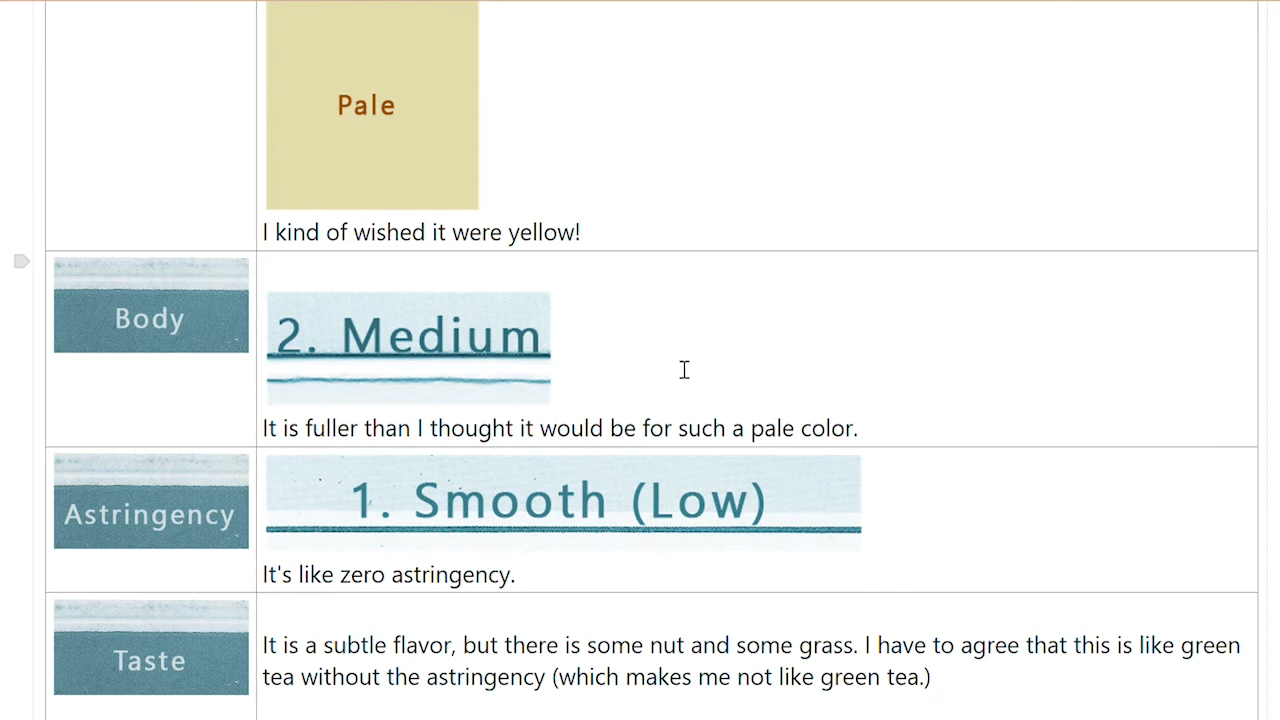 Pale
I kind of wished it were yellow!
Body
2. Medium
It is fuller than I thought it would be for such a pale color.
Astringency
1. Smooth (Low)
It's like zero astringency.
Taste
It is a subtle flavor, but there is some nut and some grass. I have to agree that this is like green
tea without the astringency (which makes me not like green tea.)